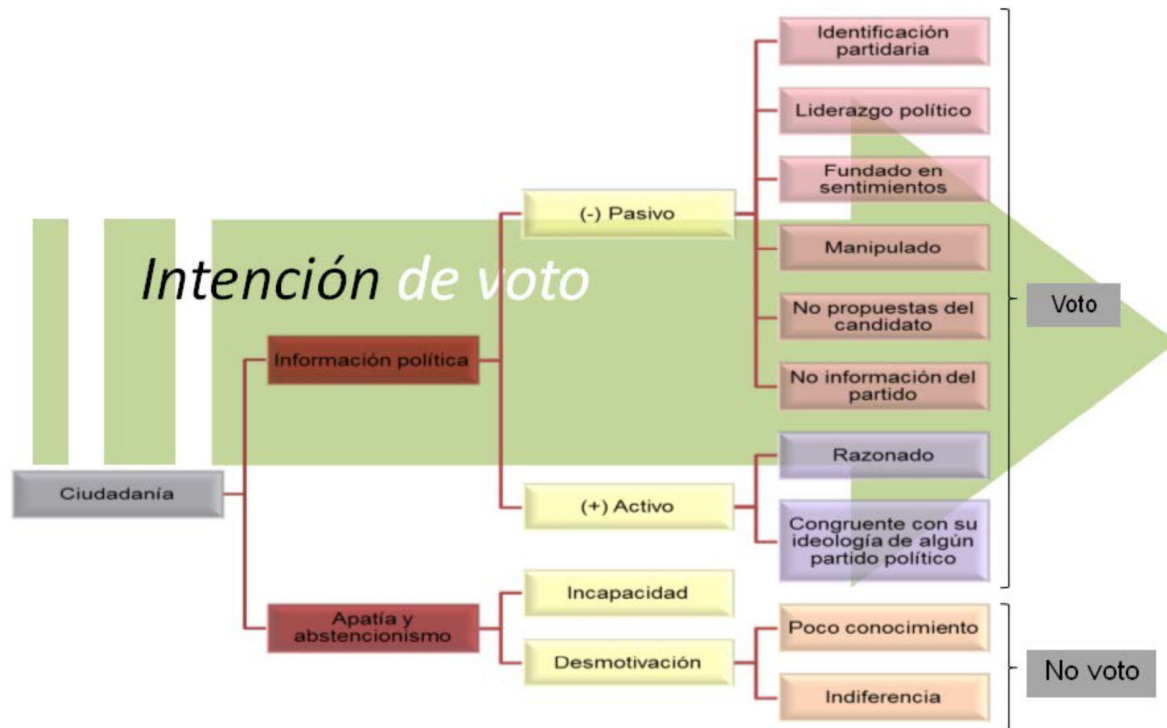 Identificación
partidaria
Liderazgo político
Fundado en
sentimientos
(-) Pasivo
Manipulado
Intención de voto
No propuestas del
candidato
Voto
Información política
No información del
partido
Razonado
Ciudadanía
(+) Activo
Congruente con su
ideología de algún
partido político
Incapacidad
Apatía y
abstencionismo
Poco conocimiento
Desmotivación
No voto
Indiferencia